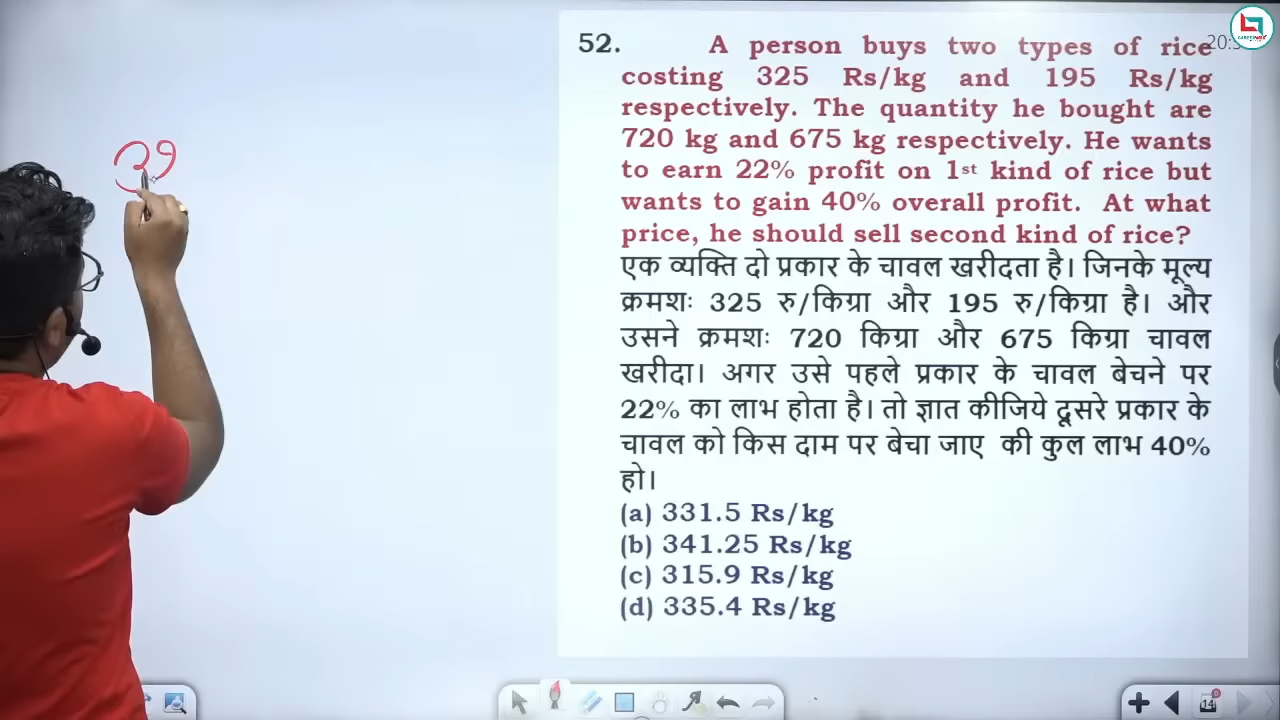 39
52. A person buys two types of rice
costing 325 Rs/kg and 195 Rs/kg
respectively. The quantity he bought are
720 kg and 675 kg respectively. He wants
to earn 22% profit on 1st kind of rice but
wants to gain 40% overall profit. At what
price, he should sell second kind of rice?
एक व्यक्ति दो प्रकार के चावल खरीदता है। जिनके मूल्य
क्रमशः 325 रु/किग्रा और 195 रु/किग्रा है। और
उसने क्रमशः 720 किग्रा और 675 किग्रा चावल
खरीदा। अगर उसे पहले प्रकार के चावल बेचने पर
22% का लाभ होता है। तो ज्ञात कीजिये दूसरे प्रकार के
चावल को किस दाम पर बेचा जाए की कुल लाभ 40%
हो।
(a) 331.5 Rs/kg
(b) 341.25 Rs/kg
(c) 315.9 Rs/kg
(d) 335.4 Rs/kg
14